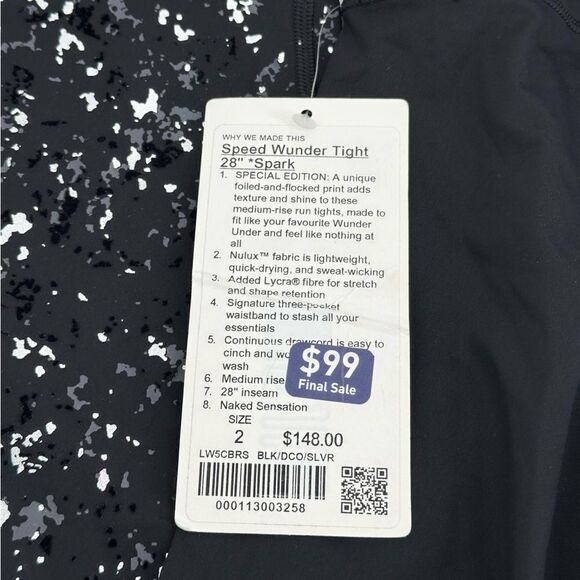 WHY WE MADE THIS
Speed Wunder Tight
28" *Spark
1. SPECIAL EDITION: A unique
foiled-and-flocked print adds
texture and shine to these
medium-rise run tights, made to
fit like your favourite Wunder
Under and feel like nothing at
all
2. Nulux™ fabric is lightweight,
quick-drying, and sweat-wicking
3. Added Lycra® fibre for stretch
and shape retention
4. Signature three-pocket
waistband to stash all your
essentials
5. Continuous drawcord is easy to
cinch and
wash
6. Medium rise
7. 28" inseam
8. Naked Sensation
$99
Final Sale
SIZE
2 $148.00
LW5CBRS BLK/DCO/SLVR
000113003258